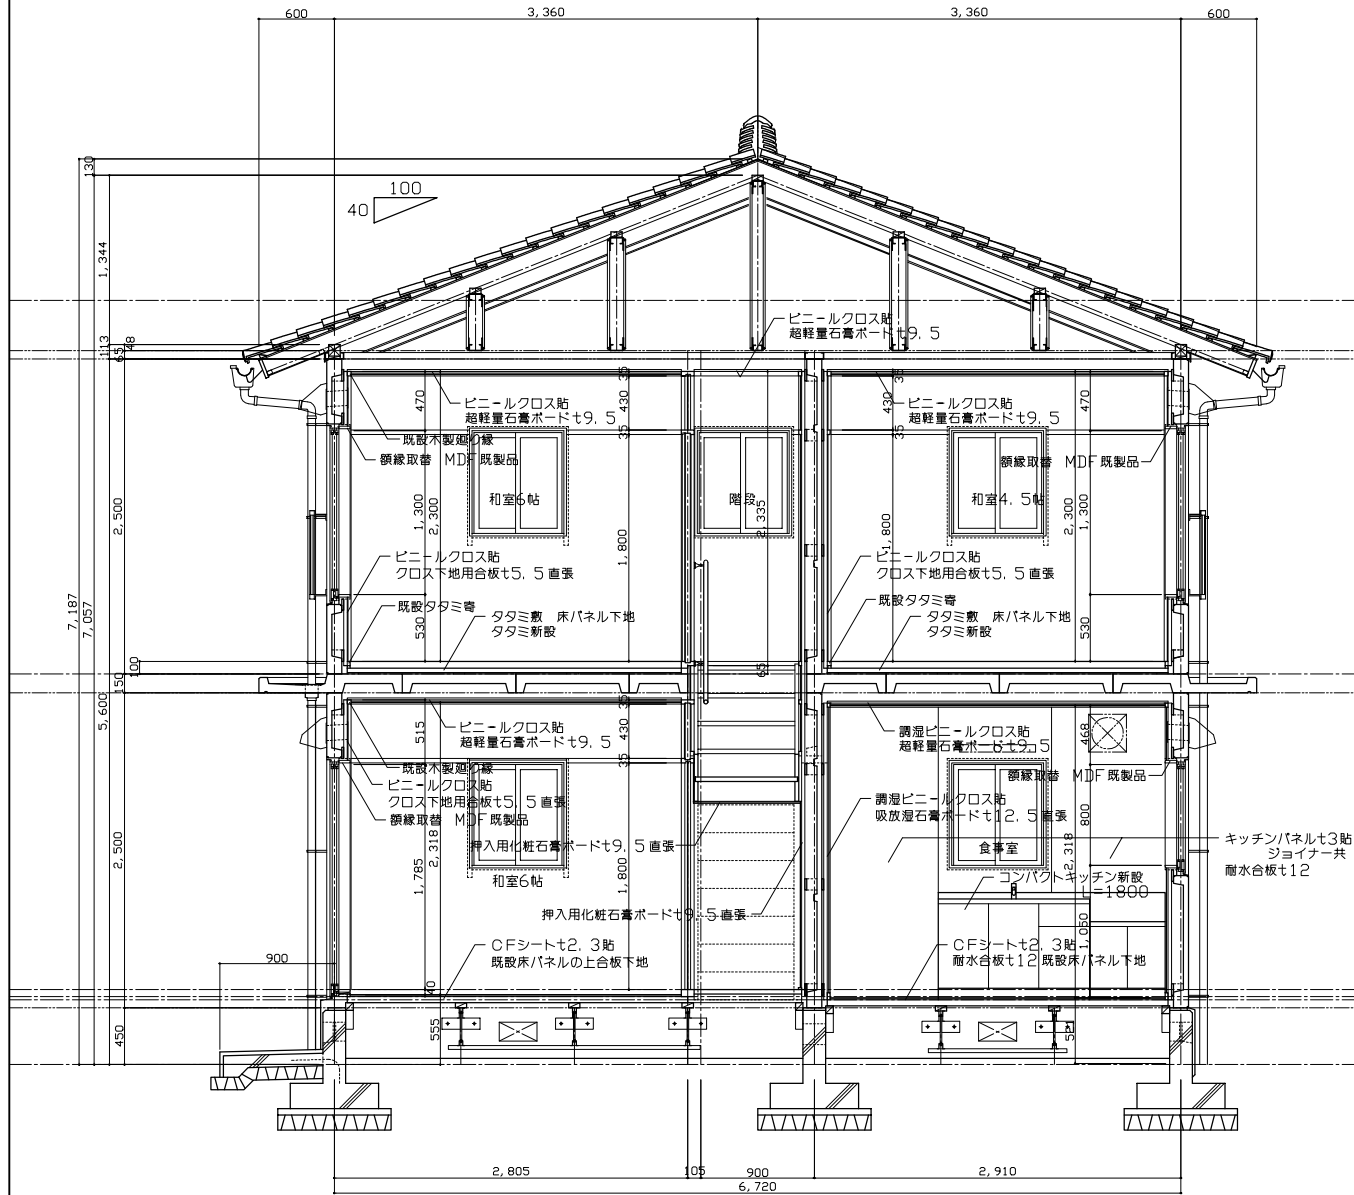 600
3,360
3,360
600
100
40
130
1,344
113
65
48
ビニールクロス貼
超軽量石膏ボードt9.5
35
430
35
470
ビニールクロス貼
超軽量石膏ボードt9.5
既設木製廻り縁
額縁取替 MDF既製品
35
430
35
ビニールクロス貼
超軽量石膏ボードt9.5
470
額縁取替 MDF既製品
和室6帖
階段
和室4.5帖
2,500
1,300
2,300
1,800
2,335
1,800
2,300
1,300
2,500
ビニールクロス貼
クロス下地用合板t5.5直張
ビニールクロス貼
クロス下地用合板t5.5直張
既設タタミ寄
タタミ敷 床パネル下地
タタミ新設
既設タタミ寄
タタミ敷 床パネル下地
タタミ新設
7,187
7,057
530
530
100
150
5,600
65
35
430
35
515
ビニールクロス貼
超軽量石膏ボードt9.5
調湿ビニールクロス貼
超軽量石膏ボードt9.5
468
既設木製廻り縁
ビニールクロス貼
クロス下地用合板t5.5直張
額縁取替 MDF既製品
額縁取替 MDF既製品
調湿ビニールクロス貼
吸放湿石膏ボードt12.5直張
800
押入用化粧石膏ボードt9.5直張
食事室
キッチンパネルt3貼
ジョイナー共
耐水合板t12
2,500
1,785
2,318
1,800
2,318
和室6帖
コンパクトキッチン新設
L=1800
押入用化粧石膏ボードt9.5直張
1,050
CFシートt2.3貼
既設床パネルの上合板下地
CFシートt2.3貼
耐水合板t12既設床パネル下地
900
40
450
555
2,805
105
900
2,910
6,720